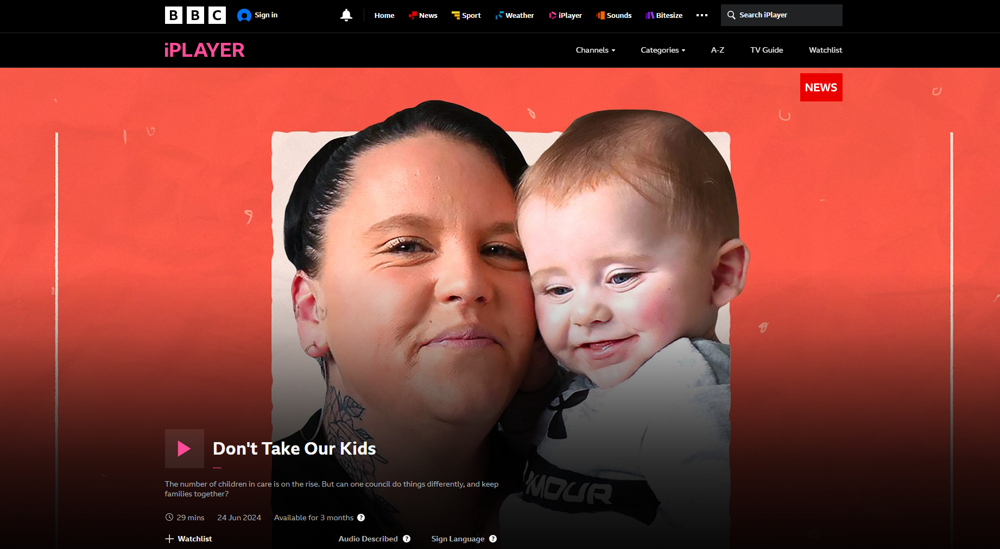 BBC
Sign in
Home
News
Sport
Weather
iPlayer
Sounds
Bitesize
Search iPlayer
iPLAYER
Channels
Categories
A-Z
TV Guide
Watchlist
NEWS
Don't Take Our Kids
The number of children in care is on the rise. But can one council do things differently, and keep
families together?
MOUR
29 mins
24 Jun 2024
Available for 3 months ?
Watchlist
Audio Described ?
Sign Language ?